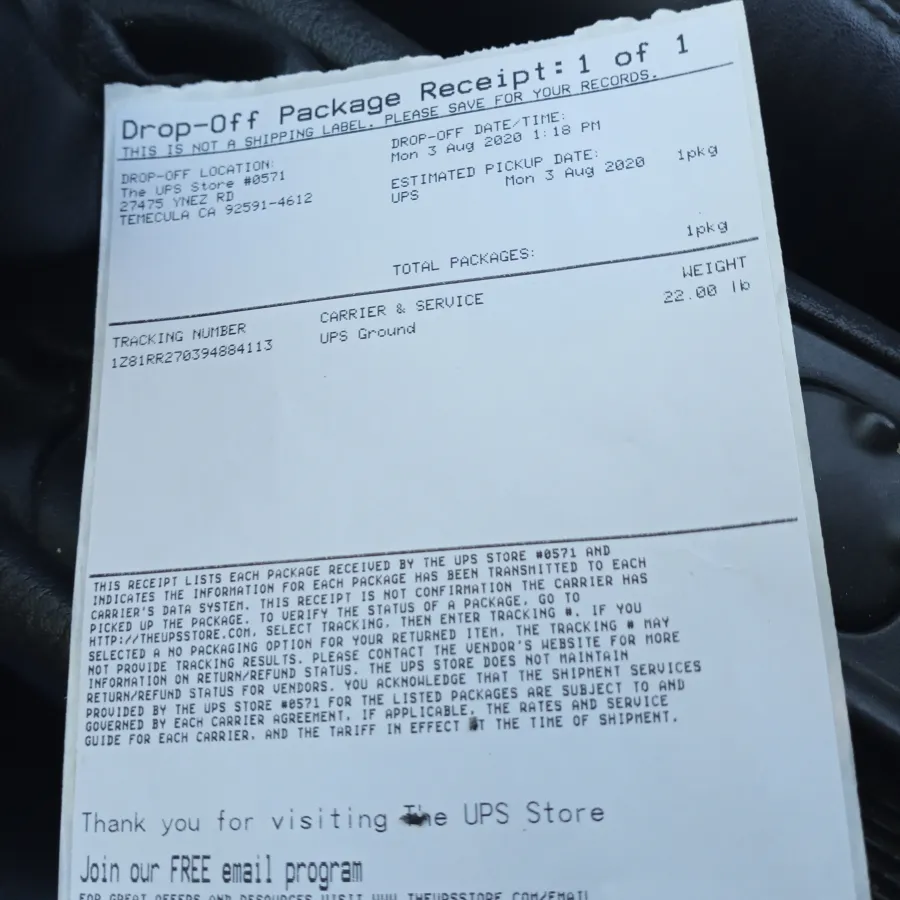 Drop-Off Package Receipt:1 of 1
THIS IS NOT A SHIPPING LABEL. PLEASE SAVE FOR YOUR RECORDS.
DROP-OFF LOCATION:
The UPS Store #0571
27475 YNEZ RD
TEMECULA CA 92591-4612
DROP-OFF DATE/TIME:
Mon 3 Aug 2020 1:18 PM
ESTIMATED PICKUP DATE:
UPS Mon 3 Aug 2020 1pkg
TOTAL PACKAGES: 1pkg
TRACKING NUMBER CARRIER & SERVICE WEIGHT
1Z81RR270394884113 UPS Ground 22.00 lb
THIS RECEIPT LISTS EACH PACKAGE RECEIVED BY THE UPS STORE #0571 AND
INDICATES THE INFORMATION FOR EACH PACKAGE HAS BEEN TRANSMITTED TO EACH
CARRIER'S DATA SYSTEM. THIS RECEIPT IS NOT CONFIRMATION THE CARRIER HAS
PICKED UP THE PACKAGE. TO VERIFY THE STATUS OF A PACKAGE, GO TO
HTTP://THEUPSSTORE.COM, SELECT TRACKING, THEN ENTER TRACKING #. IF YOU
SELECTED A NO PACKAGING OPTION FOR YOUR RETURNED ITEM, THE TRACKING # MAY
NOT PROVIDE TRACKING RESULTS. PLEASE CONTACT THE VENDOR'S WEBSITE FOR MORE
INFORMATION ON RETURN/REFUND STATUS. THE UPS STORE DOES NOT MAINTAIN
RETURN/REFUND STATUS FOR VENDORS. YOU ACKNOWLEDGE THAT THE SHIPMENT SERVICES
PROVIDED BY THE UPS STORE #0571 FOR THE LISTED PACKAGES ARE SUBJECT TO AND
GOVERNED BY EACH CARRIER AGREEMENT, IF APPLICABLE, THE RATES AND SERVICE
GUIDE FOR EACH CARRIER, AND THE TARIFF IN EFFECT AT THE TIME OF SHIPMENT.
Thank you for visiting The UPS Store
Join our FREE email program
FOR GREAT OFFERS AND RESOURCES VISIT WWW.THEUPSSTORE.COM/EMAIL